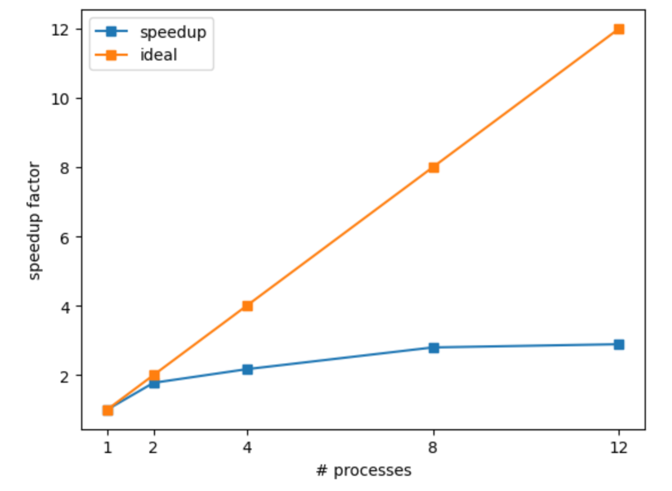 speedup
ideal
12
10
8
6
4
2
speedup factor
1 2 4 8 12
# processes